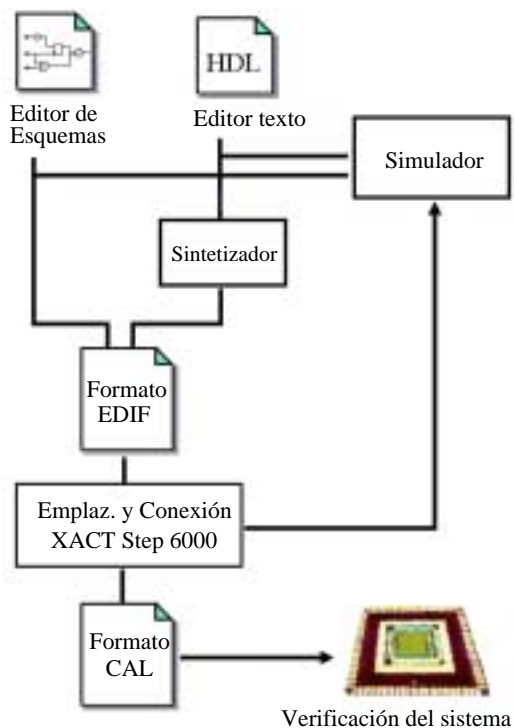 HDL
Editor de
Esquemas
Editor texto
Simulador
Sintetizador
Formato
EDIF
Emplaz. y Conexión
XACT Step 6000
Formato
CAL
Verificación del sistema